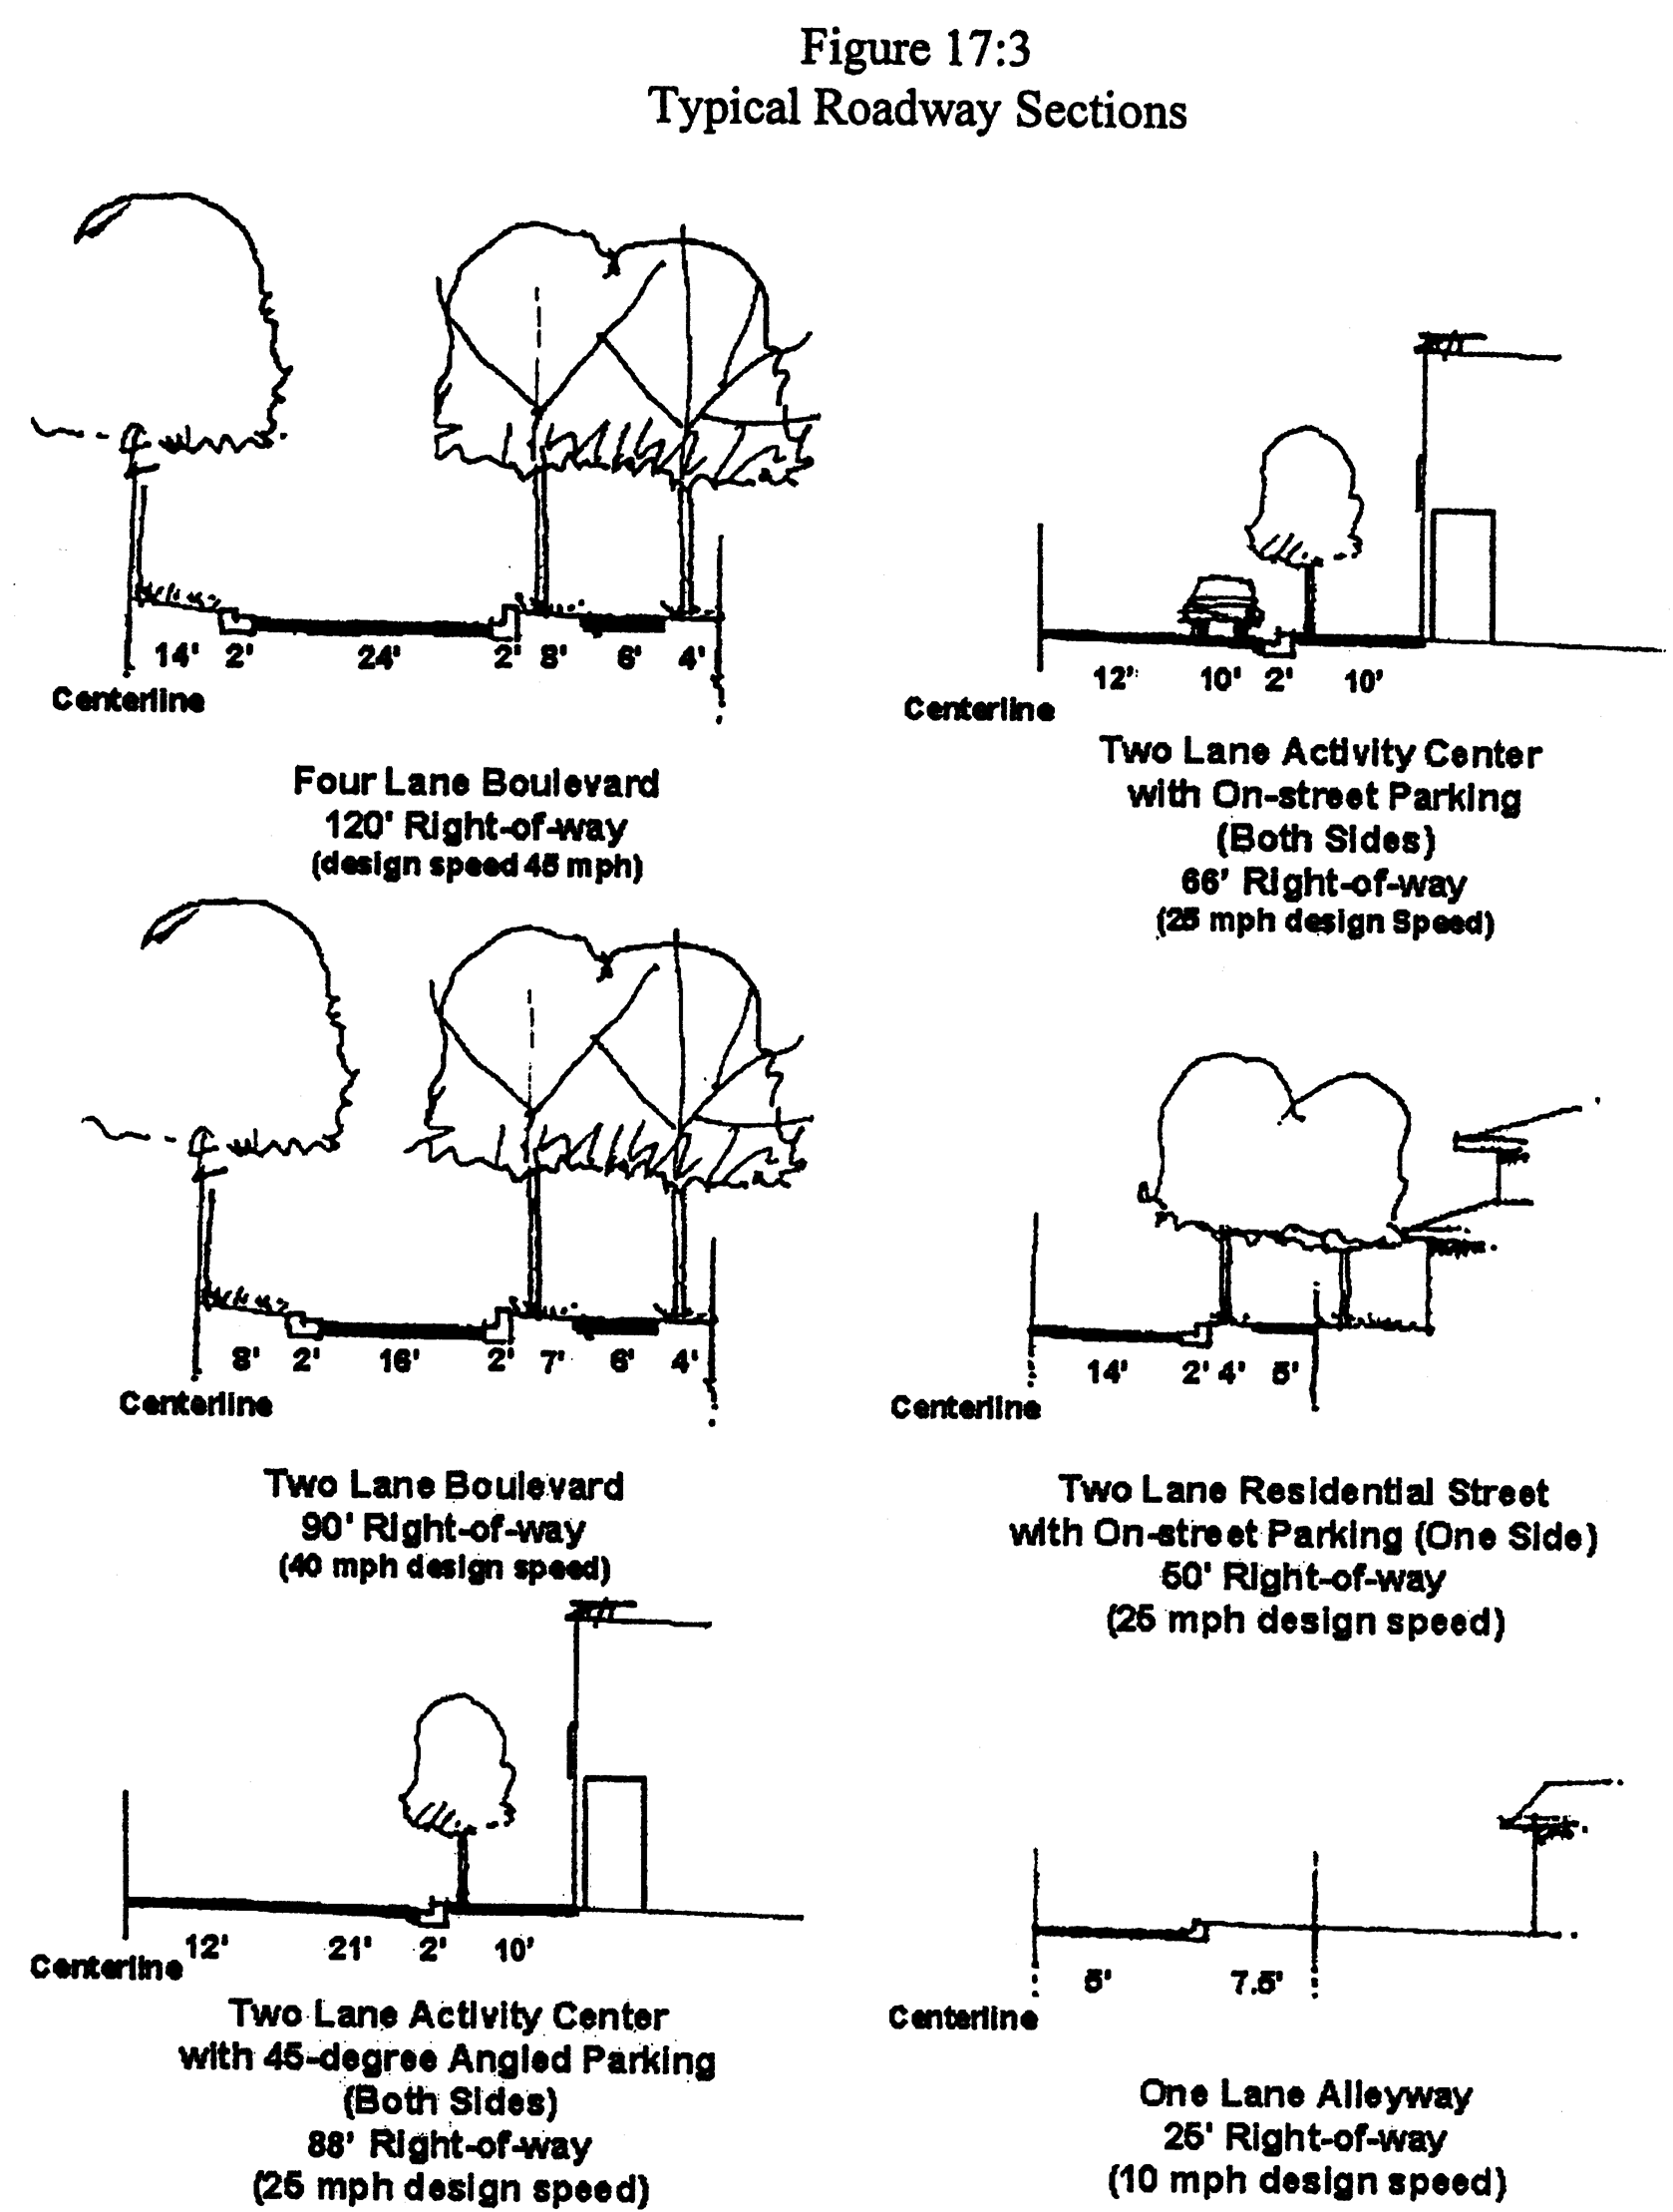 Figure 17:3
Typical Roadway Sections
14' 2' 24' 2' 8' 6' 4'
Centerline
Four Lane Boulevard
120' Right-of-way
(design speed 45 mph)
12' 10' 2' 10'
Centerline
Two Lane Activity Center
with On-street Parking
(Both Sides)
66' Right-of-way
(25 mph design Speed)
8' 2' 16' 2' 7' 6' 4'
Centerline
Two Lane Boulevard
90' Right-of-way
(40 mph design speed)
14' 2' 4' 5'
Centerline
Two Lane Residential Street
with On-street Parking (One Side)
50' Right-of-way
(25 mph design speed)
12' 21' 2' 10'
Centerline
Two Lane Activity Center
with 45-degree Angled Parking
(Both Sides)
88' Right-of-way
(25 mph design speed)
5' 7.5'
Centerline
One Lane Alleyway
25' Right-of-way
(10 mph design speed)